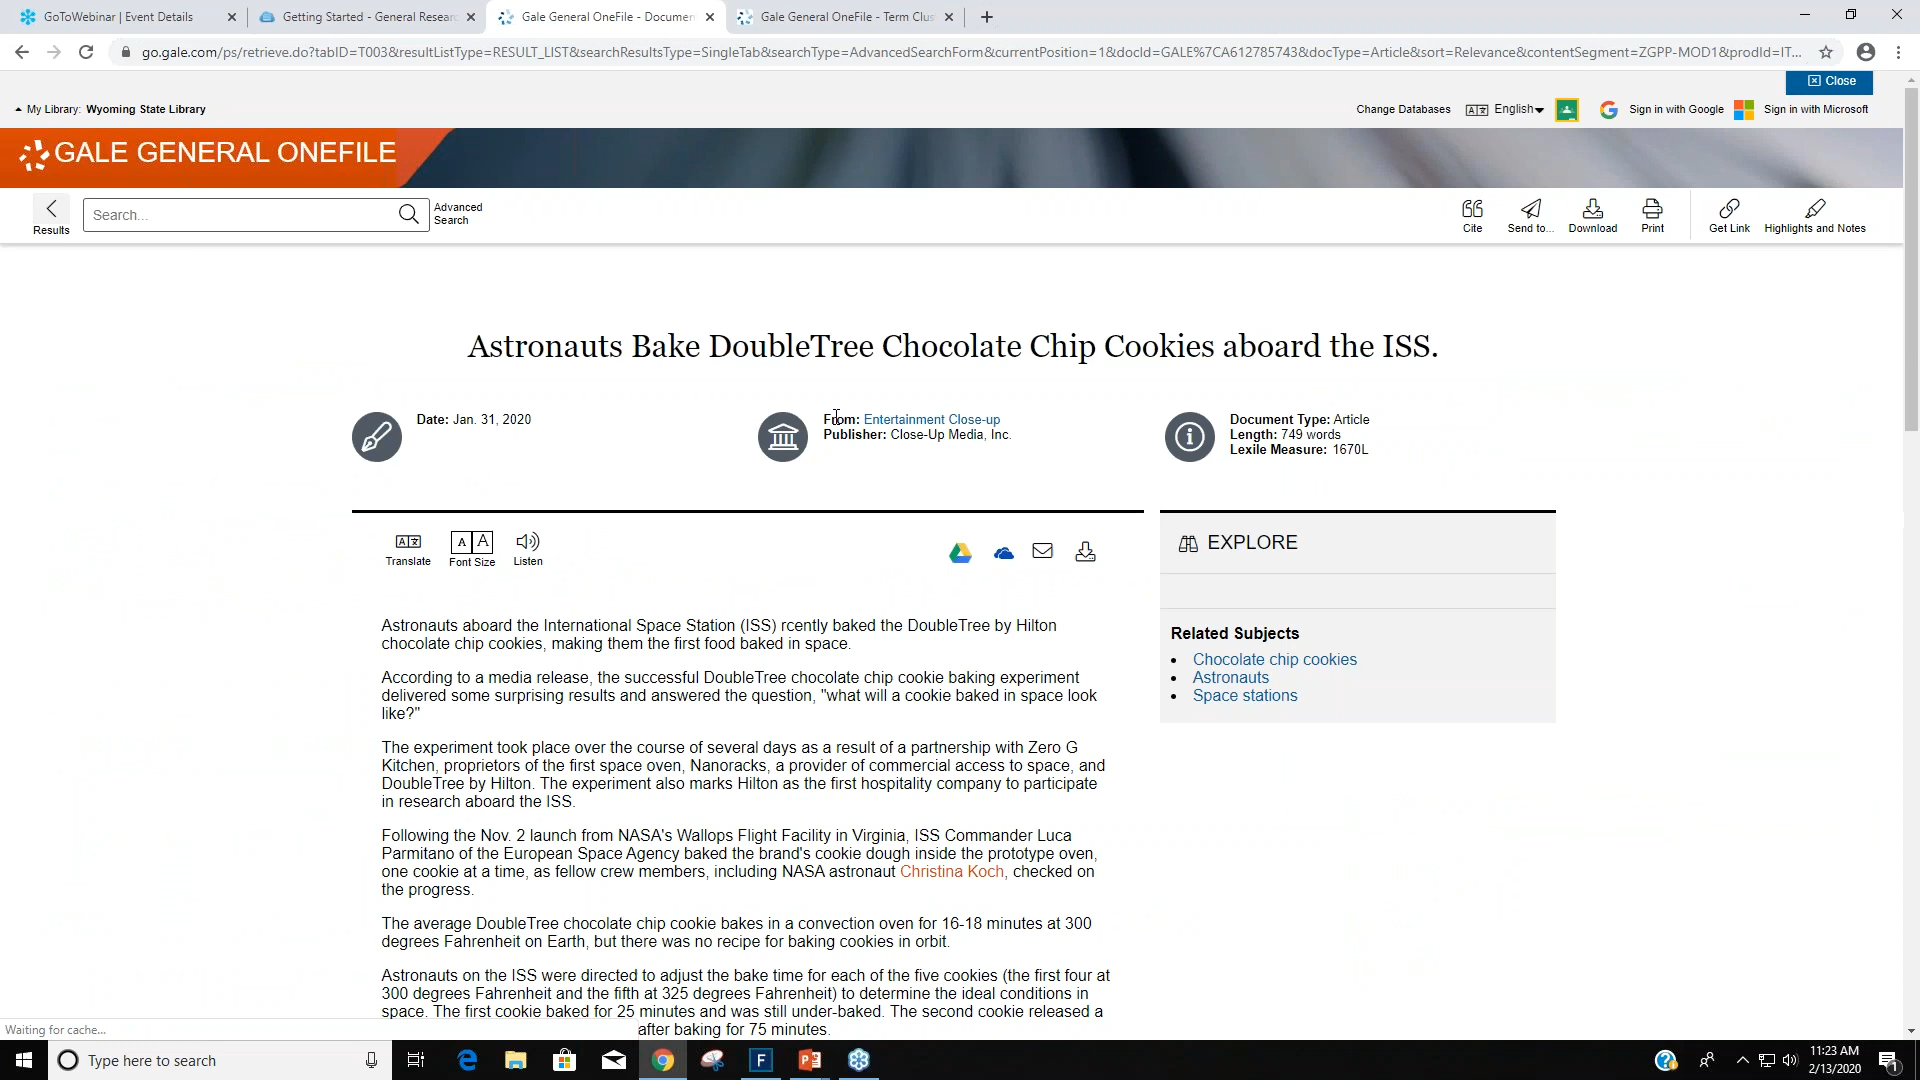 GoToWebinar | Event Details
Getting Started - General Resear
Gale General OneFile - Documen
Gale General OneFile - Term Clus
go.gale.com/ps/retrieve.do?tabID=T003&resultListType=RESULT_LIST&searchResultsType=SingleTab&searchType=AdvancedSearchForm&currentPosition=1&docId=GALE%7CA612785743&docType=Article&sort=Relevance&contentSegment=ZGPP-MOD1&prodId=IT...
Close
My Library: Wyoming State Library
Change Databases
English
Sign in with Google
Sign in with Microsoft
GALE GENERAL ONEFILE
Results
Search...
Advanced
Search
Cite
Send to...
Download
Print
Get Link
Highlights and Notes
Astronauts Bake DoubleTree Chocolate Chip Cookies aboard the ISS.
Date: Jan. 31, 2020
From: Entertainment Close-up
Publisher: Close-Up Media, Inc.
Document Type: Article
Length: 749 words
Lexile Measure: 1670L
Translate
Font Size
Listen
EXPLORE
Related Subjects
Chocolate chip cookies
Astronauts
Space stations
Astronauts aboard the International Space Station (ISS) rcently baked the DoubleTree by Hilton
chocolate chip cookies, making them the first food baked in space.
According to a media release, the successful DoubleTree chocolate chip cookie baking experiment
delivered some surprising results and answered the question, "what will a cookie baked in space look
like?"
The experiment took place over the course of several days as a result of a partnership with Zero G
Kitchen, proprietors of the first space oven, Nanoracks, a provider of commercial access to space, and
DoubleTree by Hilton. The experiment also marks Hilton as the first hospitality company to participate
in research aboard the ISS.
Following the Nov. 2 launch from NASA's Wallops Flight Facility in Virginia, ISS Commander Luca
Parmitano of the European Space Agency baked the brand's cookie dough inside the prototype oven,
one cookie at a time, as fellow crew members, including NASA astronaut Christina Koch, checked on
the progress.
The average DoubleTree chocolate chip cookie bakes in a convection oven for 16-18 minutes at 300
degrees Fahrenheit on Earth, but there was no recipe for baking cookies in orbit.
Astronauts on the ISS were directed to adjust the bake time for each of the five cookies (the first four at
300 degrees Fahrenheit and the fifth at 325 degrees Fahrenheit) to determine the ideal conditions in
space. The first cookie baked for 25 minutes and was still under-baked. The second cookie released a
after baking for 75 minutes.
Waiting for cache...
Type here to search
11:23 AM
2/13/2020